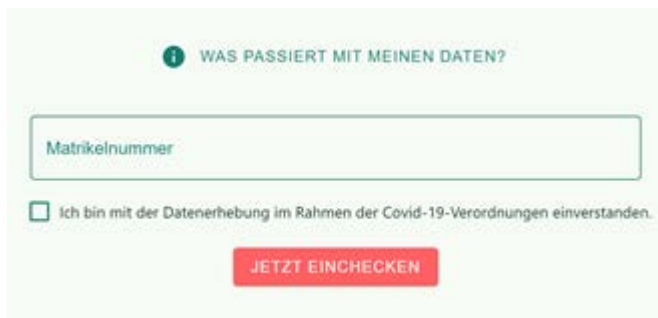 WAS PASSIERT MIT MEINEN DATEN?
Matrikelnummer
Ich bin mit der Datenerhebung im Rahmen der Covid-19-Verordnungen einverstanden.
JETZT EINCHECKEN